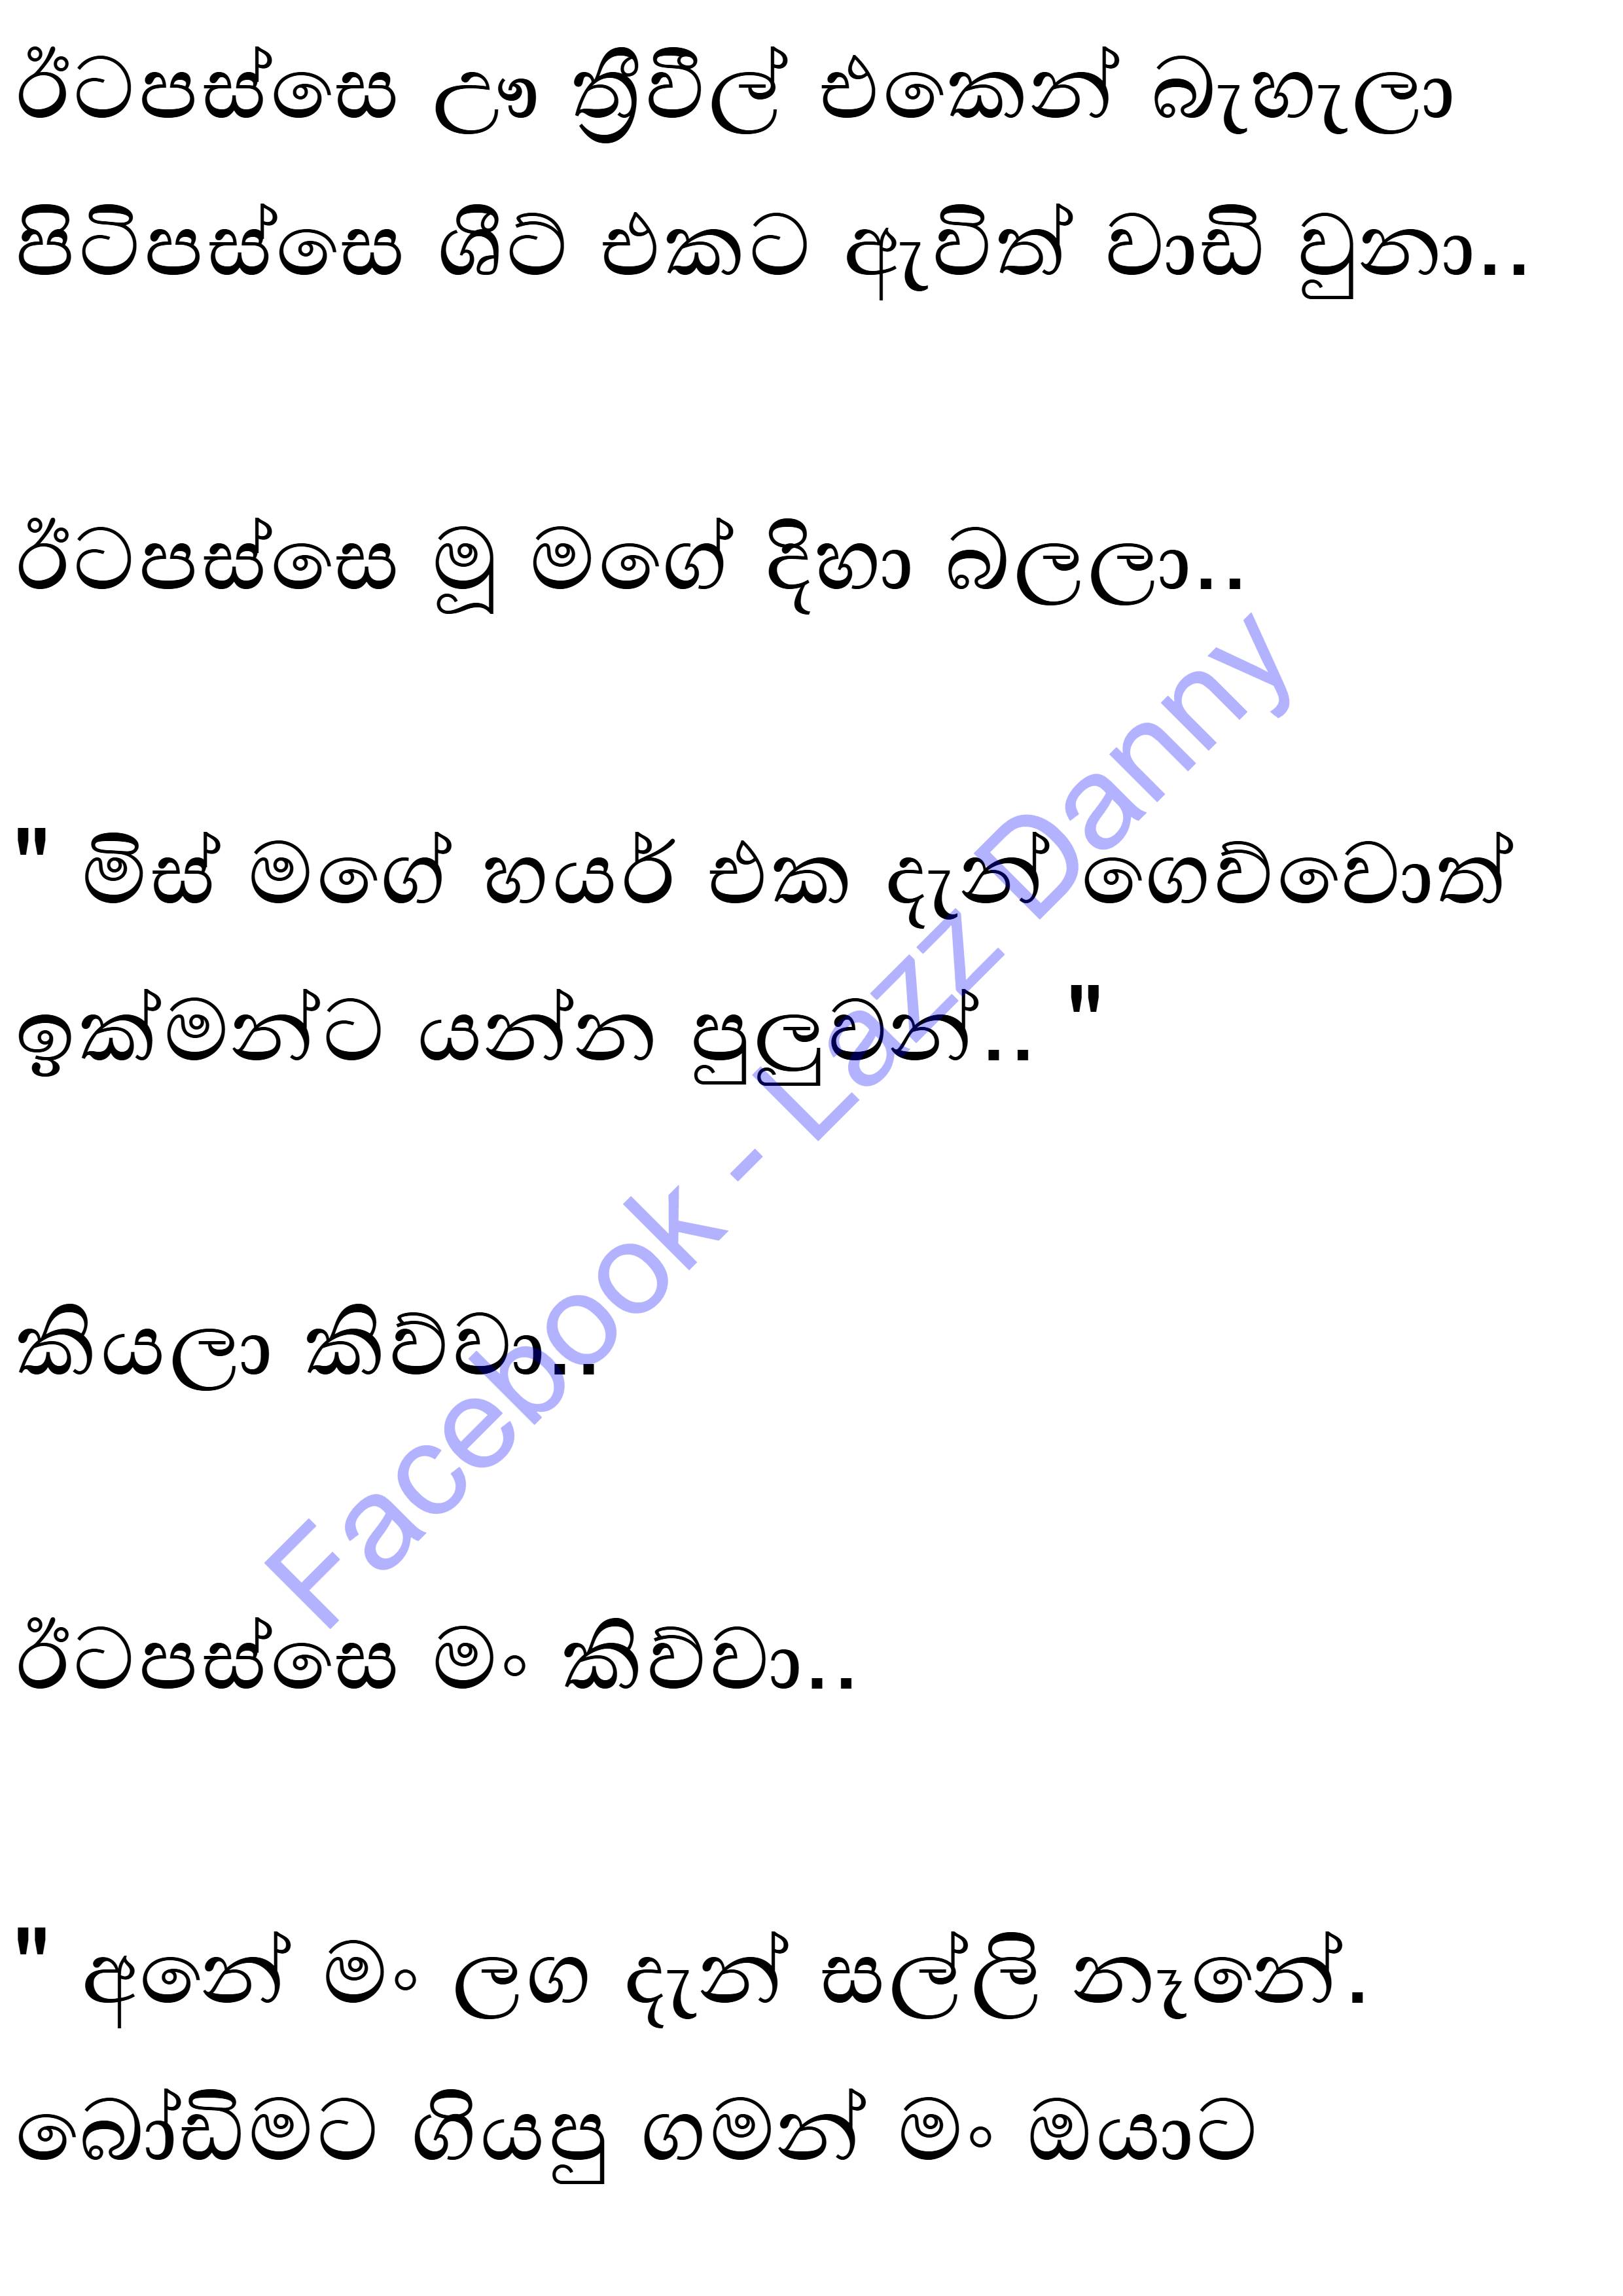 ඊටපස්සෙ ඌ ත්‍රීවීල් එකෙන් බැහැලා
පිටිපස්සෙ ශීට් එකට ඇවිත් වාඩි වුනා..
ඊටපස්සෙ මූ මගේ දිහා බලලා..
" මිස් මගේ හයර් එක දැන් ගෙව්වොත්
ඉක්මන්ට යන්න පුලුවන්.. "
කියලා කිව්වා..
ඊටපස්සෙ මං කිව්වා..
" අනේ මං ලග දැන් සල්ලි නෑනේ.
බෝඩිමට ගියපු ගමන් මං ඔයාට
Facebook - Lazz Danny